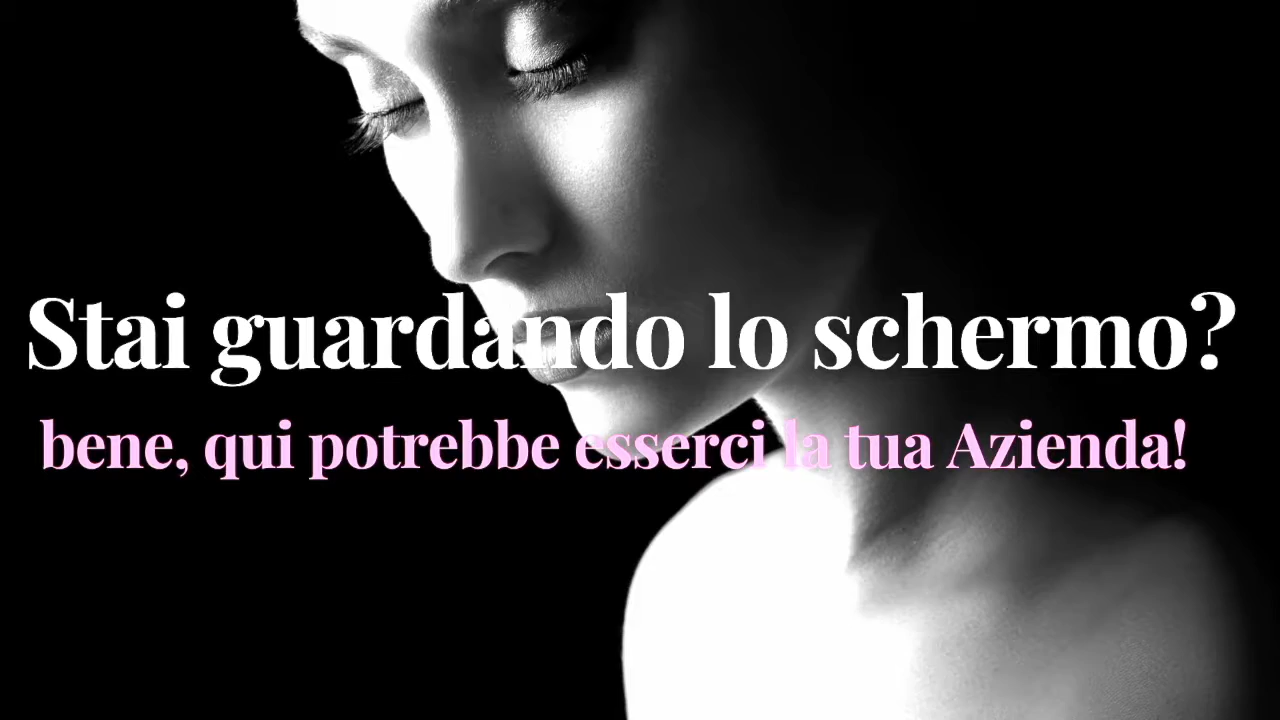 Stai guardando lo schermo?
bene, qui potrebbe esserci la tua Azienda!